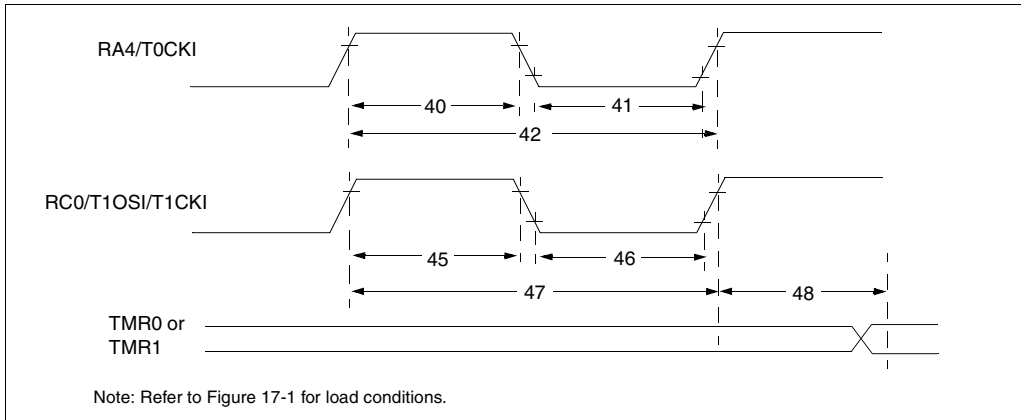 RA4/T0CKI
40
41
42
RC0/T1OSI/T1CKI
45
46
47
48
TMR0 or
TMR1
Note: Refer to Figure 17-1 for load conditions.